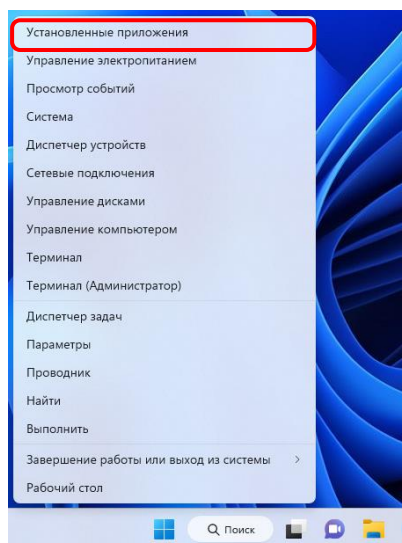 Установленные приложения
Управление электропитанием
Просмотр событий
Система
Диспетчер устройств
Сетевые подключения
Управление дисками
Управление компьютером
Терминал
Терминал (Администратор)
Диспетчер задач
Параметры
Проводник
Найти
Выполнить
Завершение работы или выход из системы
Рабочий стол
Поиск